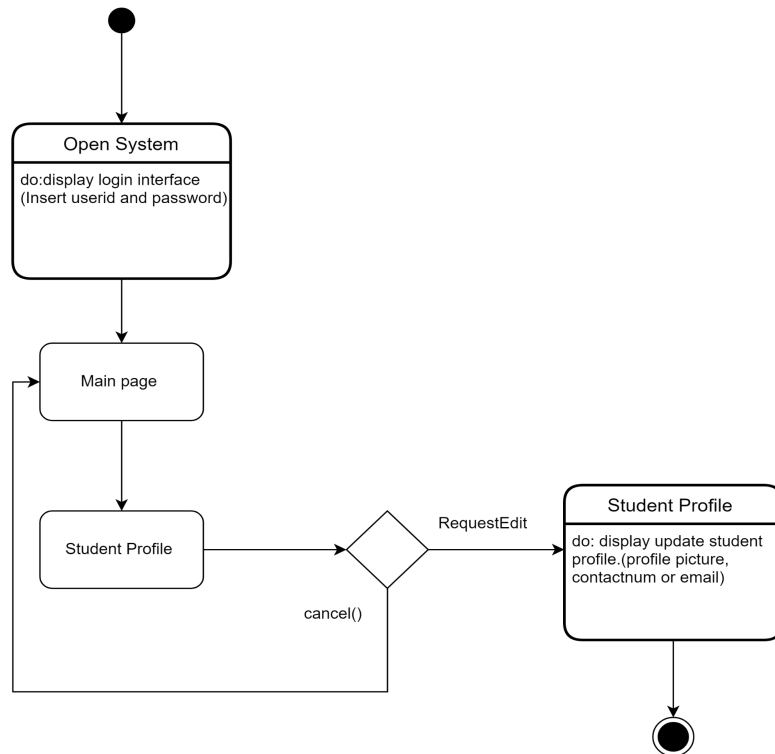 Open System
do:display login interface
(Insert userid and password)
Main page
Student Profile
RequestEdit
cancel()
Student Profile
do: display update student
profile.(profile picture,
contactnum or email)